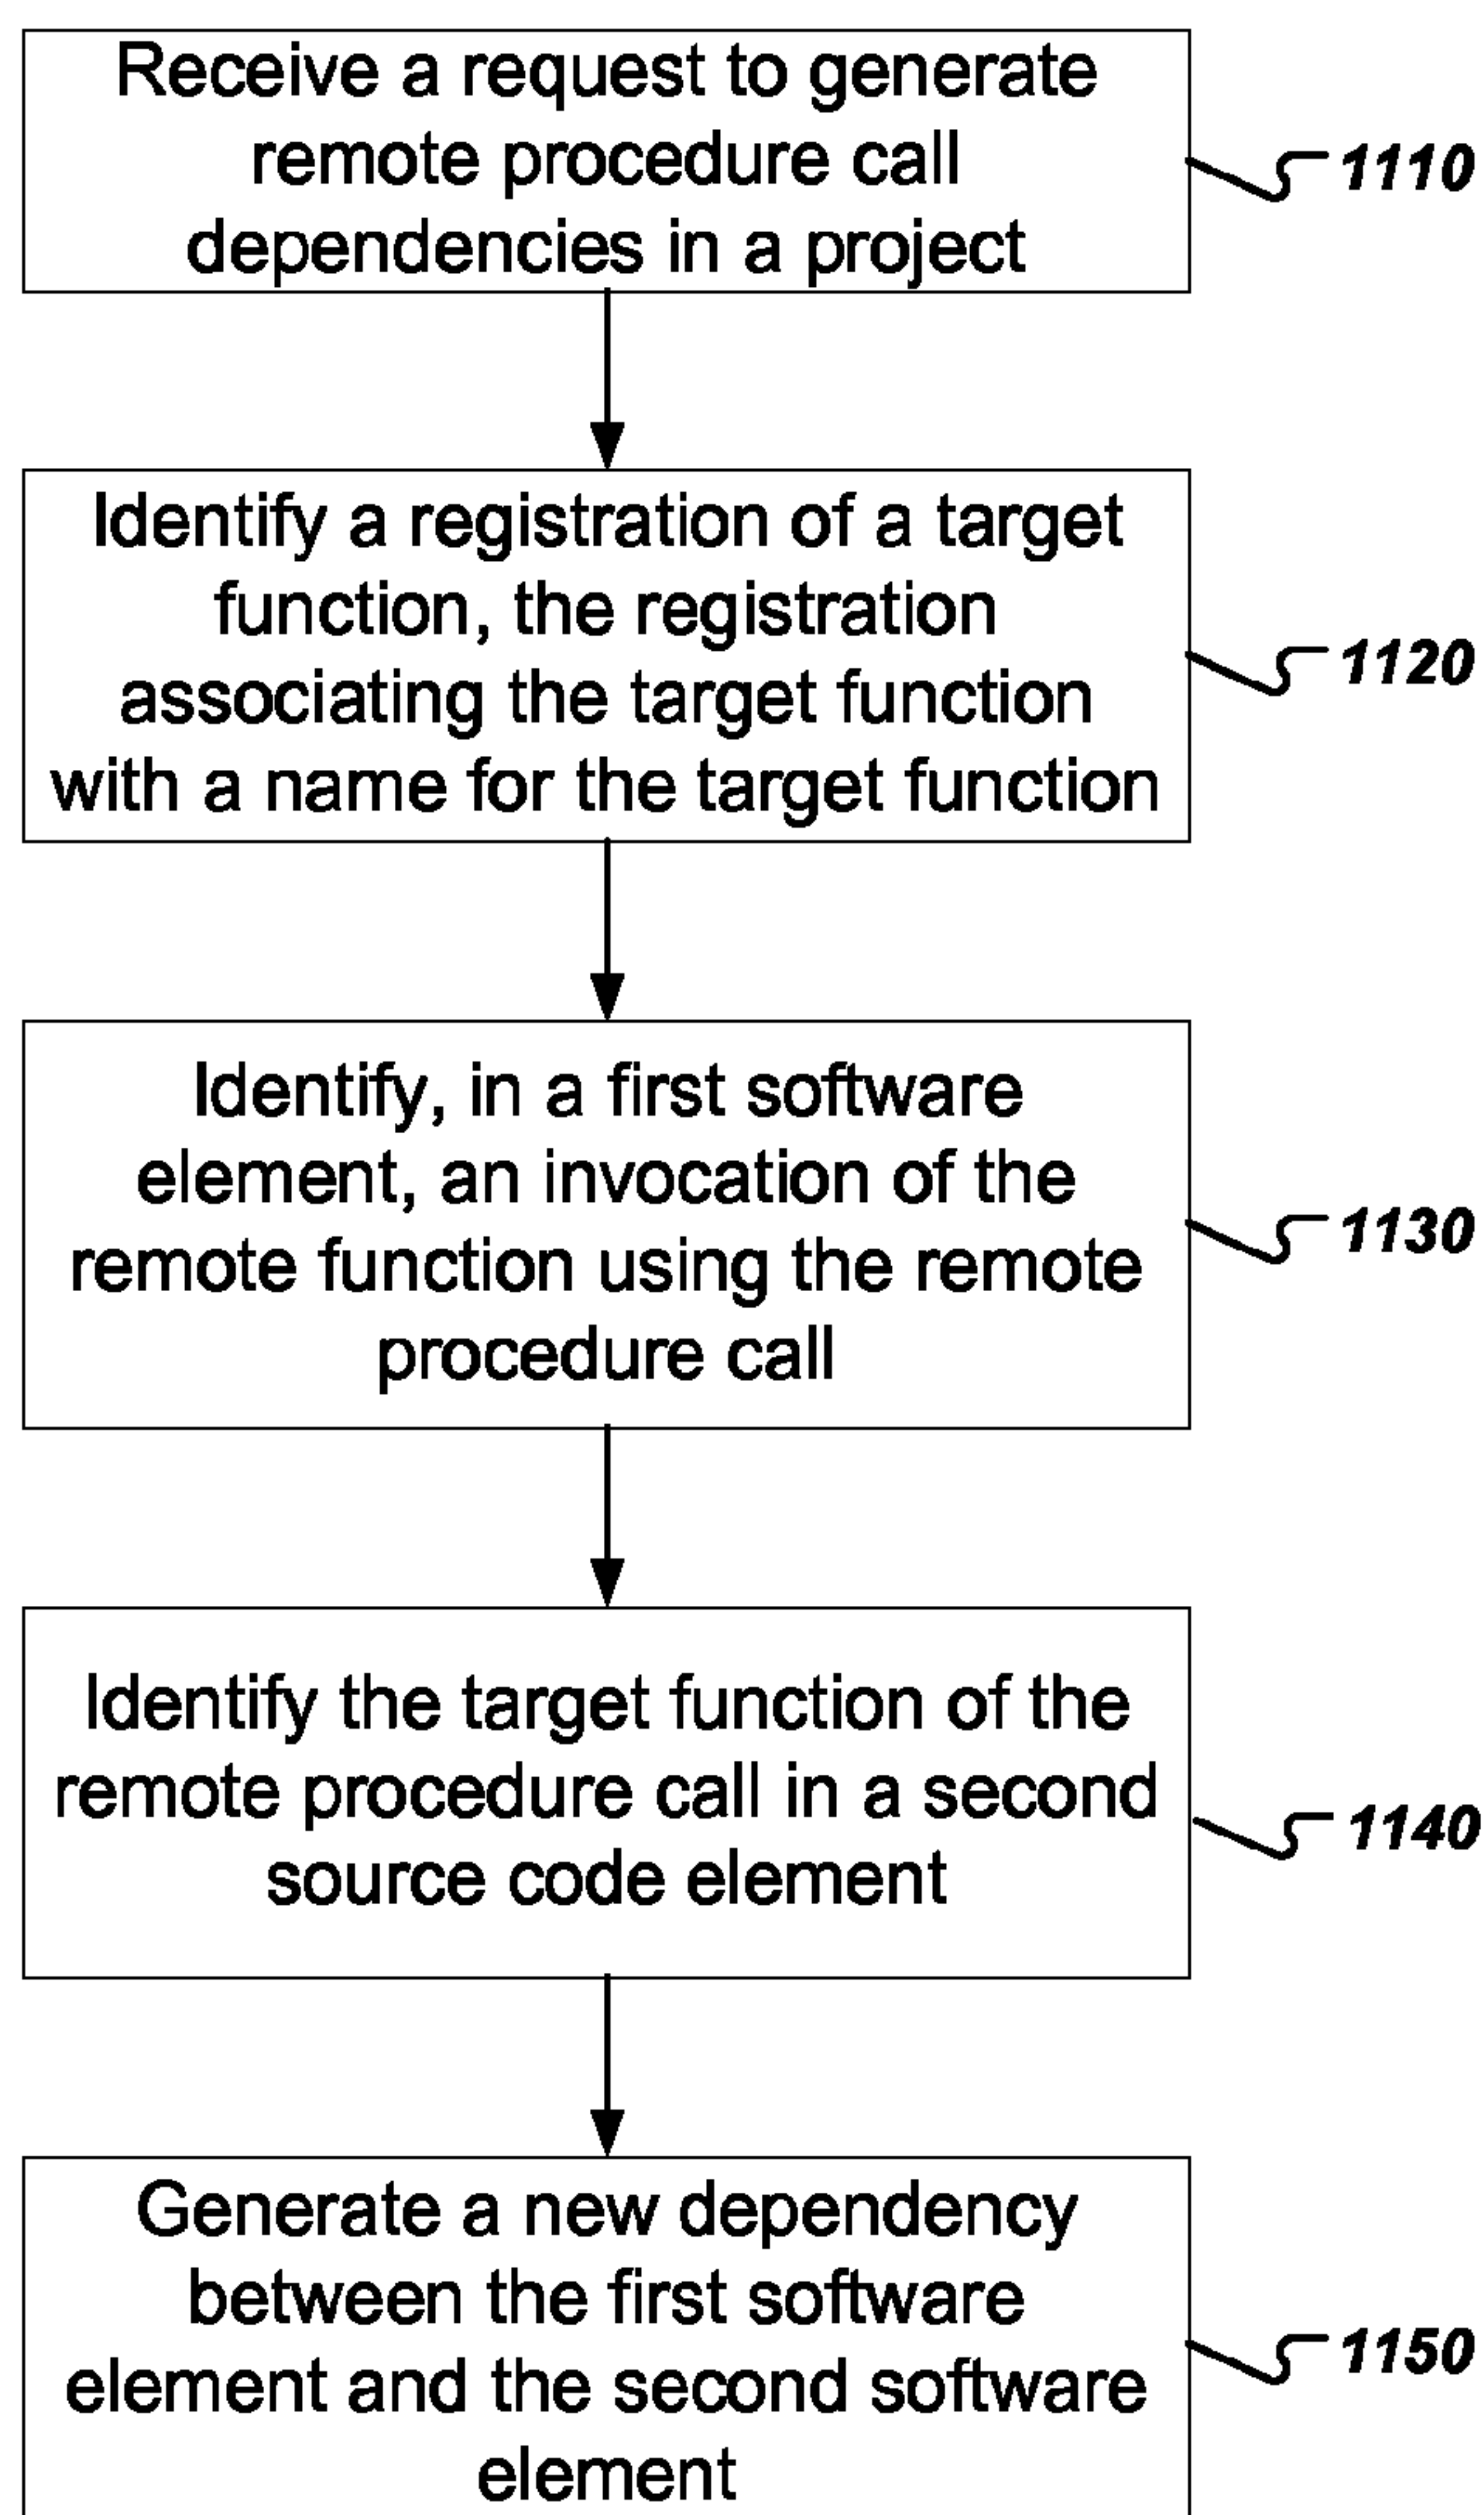 Receive a request to generate
remote procedure call
dependencies in a project
1110
Identify a registration of a target
function, the registration
associating the target function
with a name for the target function
1120
Identify, in a first software
element, an invocation of the
remote function using the remote
procedure call
1130
Identify the target function of the
remote procedure call in a second
source code element
1140
Generate a new dependency
between the first software
element and the second software
element
1150